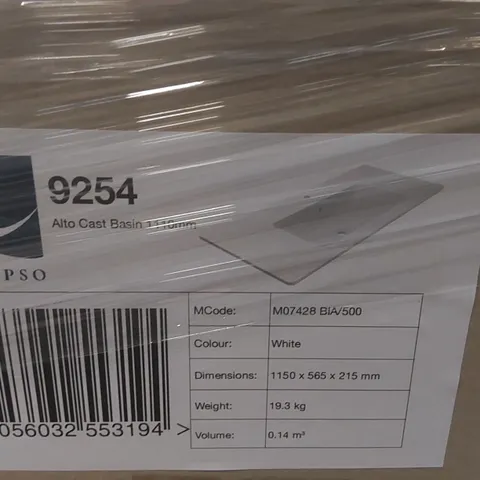 9254
Alto Cast Basin 1110mm
PSO
MCode: M07428 BIA/500
Colour: White
Dimensions: 1150 x 565 x 215 mm
Weight: 19.3 kg
Volume: 0.14 m³
056032 553194 >